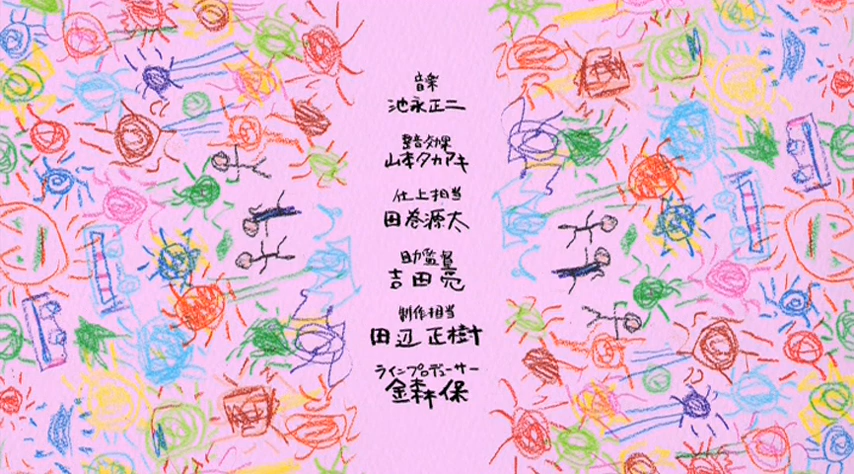 音楽
池永正二
整音効果
山本タカアキ
仕上担当
田巻源太
助監督
吉田亮
制作担当
田辺正樹
ラインプロデューサー
金森保